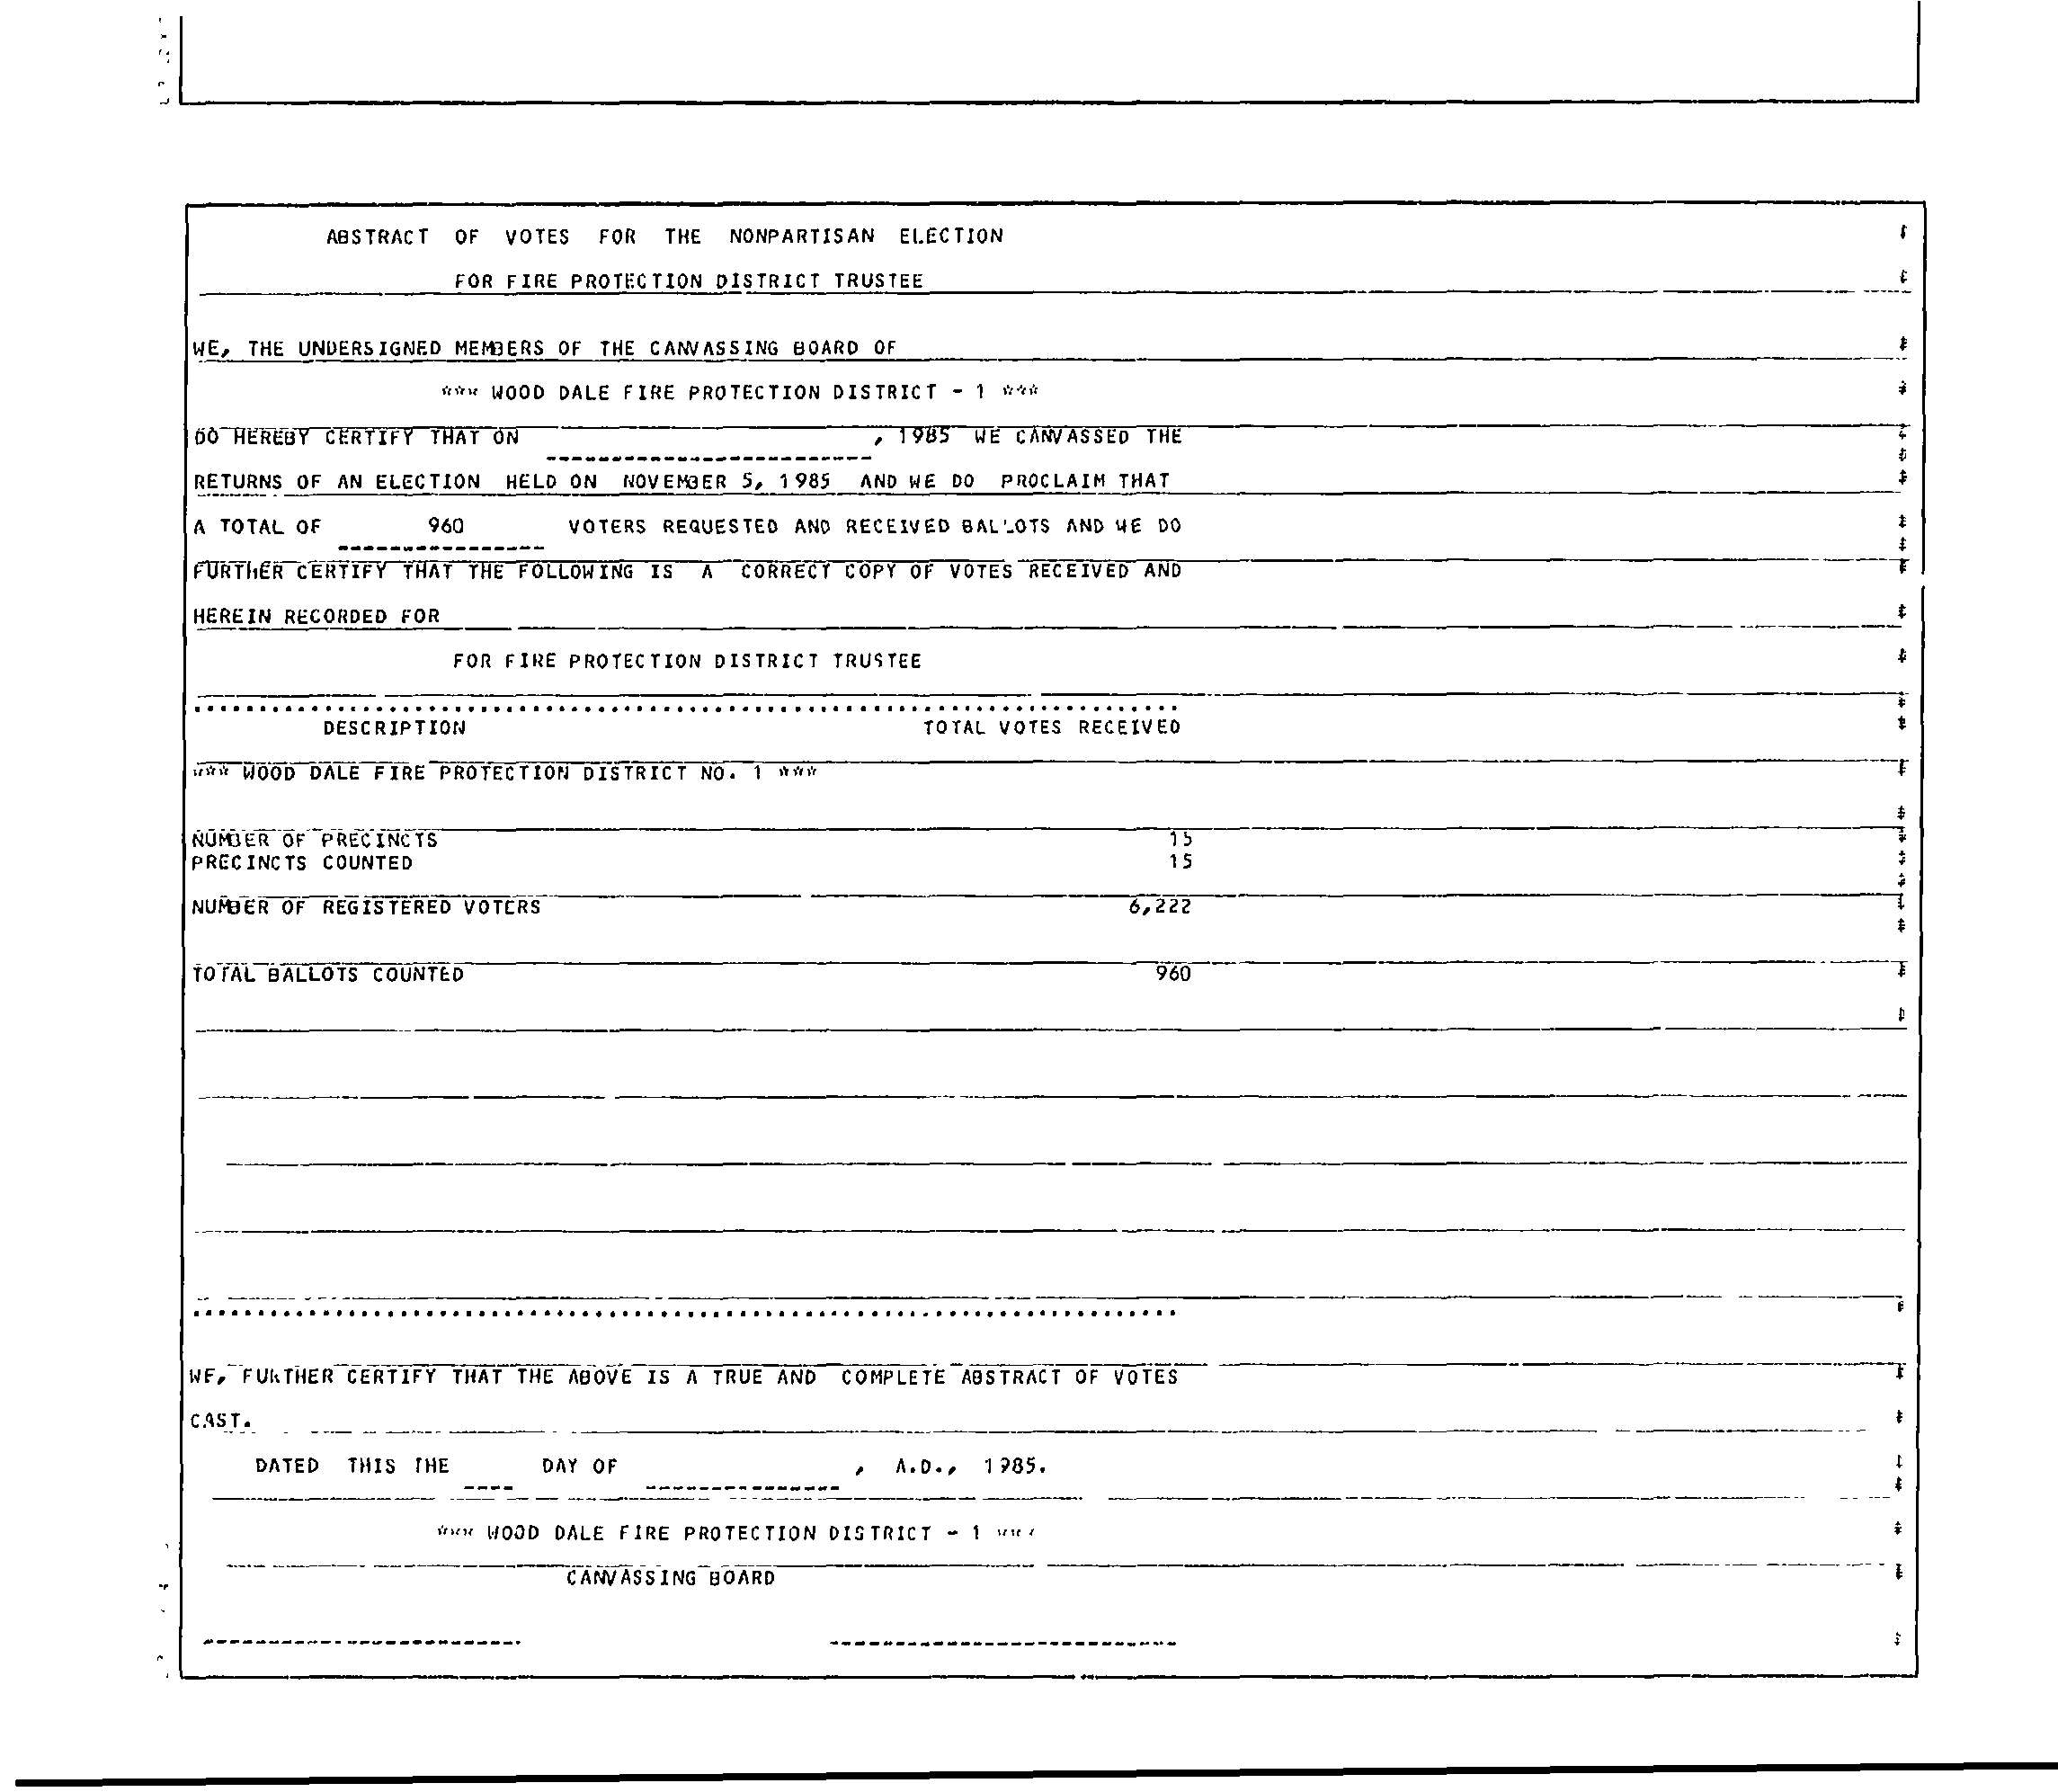 ABSTRACT OF VOTES FOR THE NONPARTISAN ELECTION
FOR FIRE PROTECTION DISTRICT TRUSTEE
WE, THE UNDERSIGNED MEMBERS OF THE CANVASSING BOARD OF
*** WOOD DALE FIRE PROTECTION DISTRICT - 1 ***
DO HEREBY CERTIFY THAT ON , 1985 WE CANVASSED THE
RETURNS OF AN ELECTION HELD ON NOVEMBER 5, 1985 AND WE DO PROCLAIM THAT
A TOTAL OF 960 VOTERS REQUESTED AND RECEIVED BALLOTS AND WE DO
FURTHER CERTIFY THAT THE FOLLOWING IS A CORRECT COPY OF VOTES RECEIVED AND
HEREIN RECORDED FOR
FOR FIRE PROTECTION DISTRICT TRUSTEE
DESCRIPTION TOTAL VOTES RECEIVED
*** WOOD DALE FIRE PROTECTION DISTRICT NO. 1 ***
NUMBER OF PRECINCTS 15
PRECINCTS COUNTED 15
NUMBER OF REGISTERED VOTERS 6,222
TOTAL BALLOTS COUNTED 960
WE, FURTHER CERTIFY THAT THE ABOVE IS A TRUE AND COMPLETE ABSTRACT OF VOTES
CAST.
DATED THIS THE DAY OF , A.D., 1985.
*** WOOD DALE FIRE PROTECTION DISTRICT - 1 ***
CANVASSING BOARD